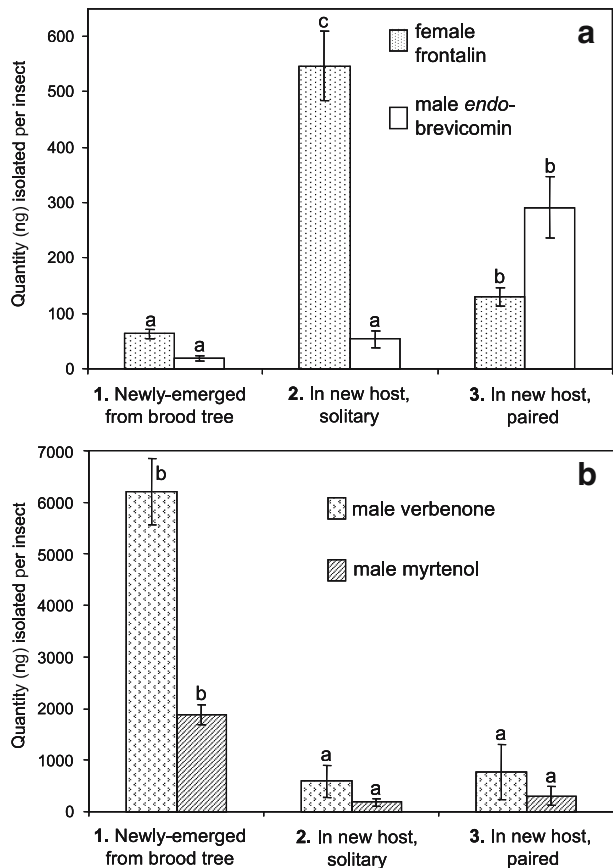 a
Quantity (ng) isolated per insect
600
500
400
300
200
100
0
female
frontalin
male endo-
brevicomin
a
a
c
a
b
b
1. Newly-emerged
from brood tree
2. In new host,
solitary
3. In new host,
paired
b
Quantity (ng) isolated per insect
7000
6000
5000
4000
3000
2000
1000
0
male verbenone
male myrtenol
b
b
a
a
a
a
1. Newly-emerged
from brood tree
2. In new host,
solitary
3. In new host,
paired